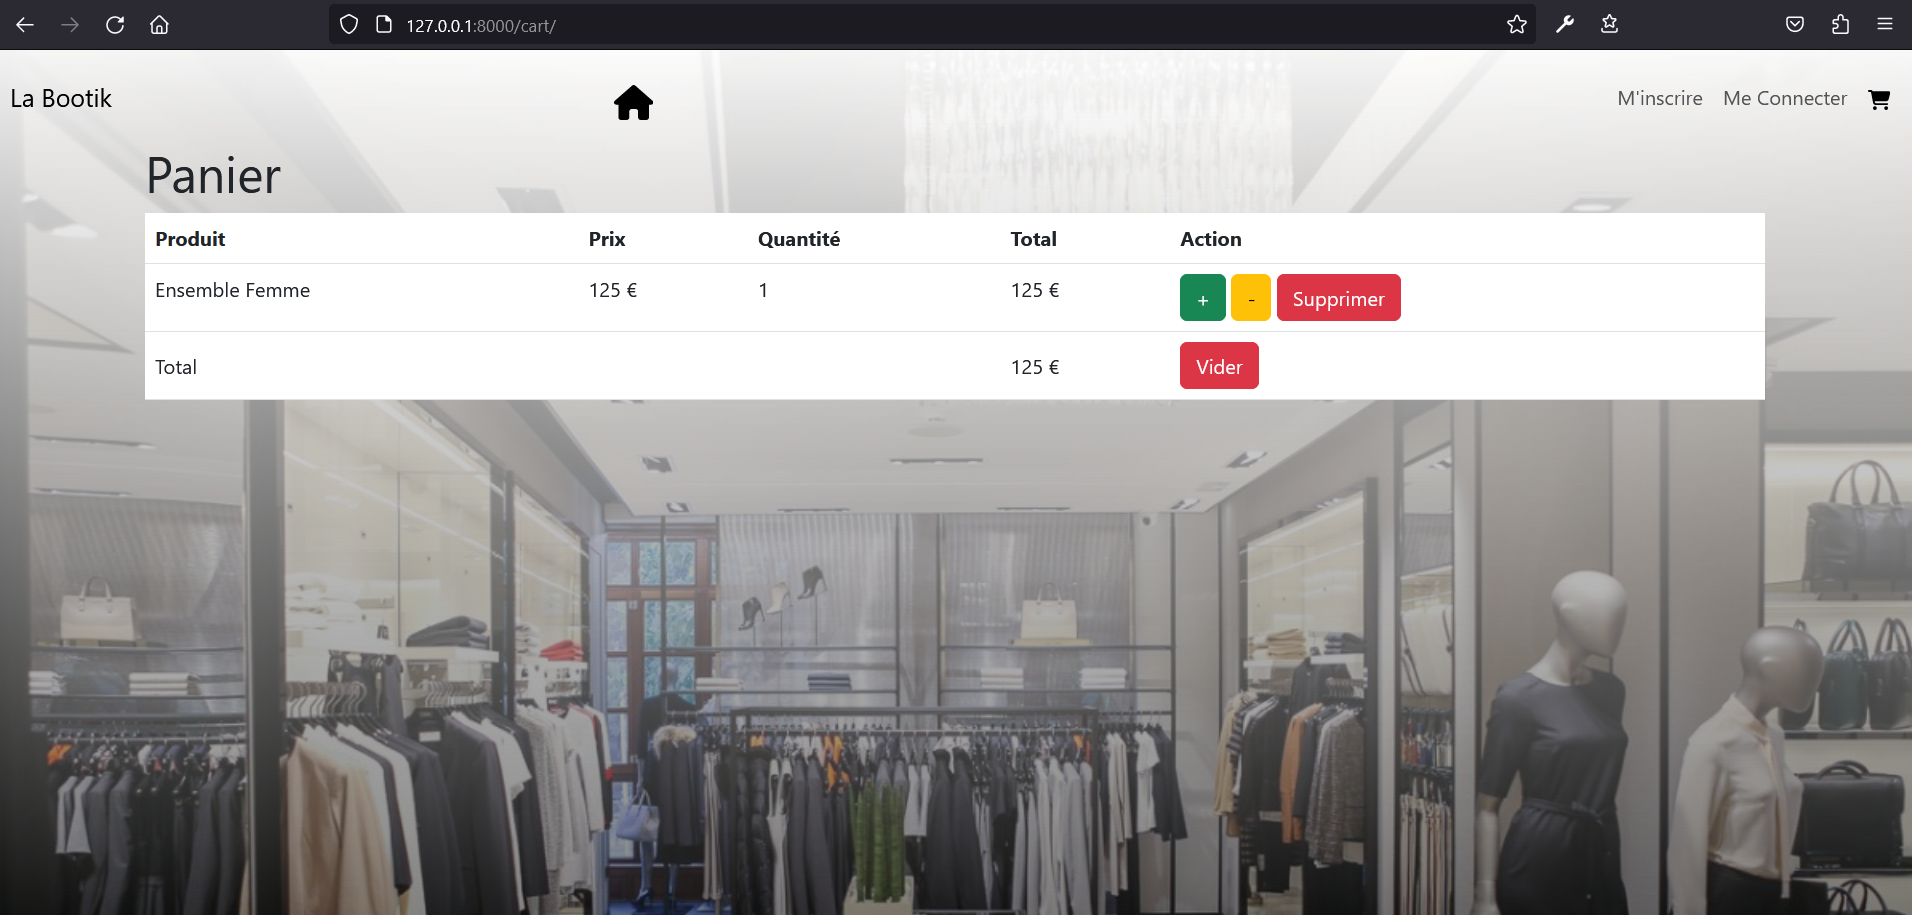 127.0.0.1:8000/cart/
La Bootik
M'inscrire Me Connecter
Panier
Produit Prix Quantité Total Action
Ensemble Femme 125 € 1 125 € + - Supprimer
Total 125 € Vider